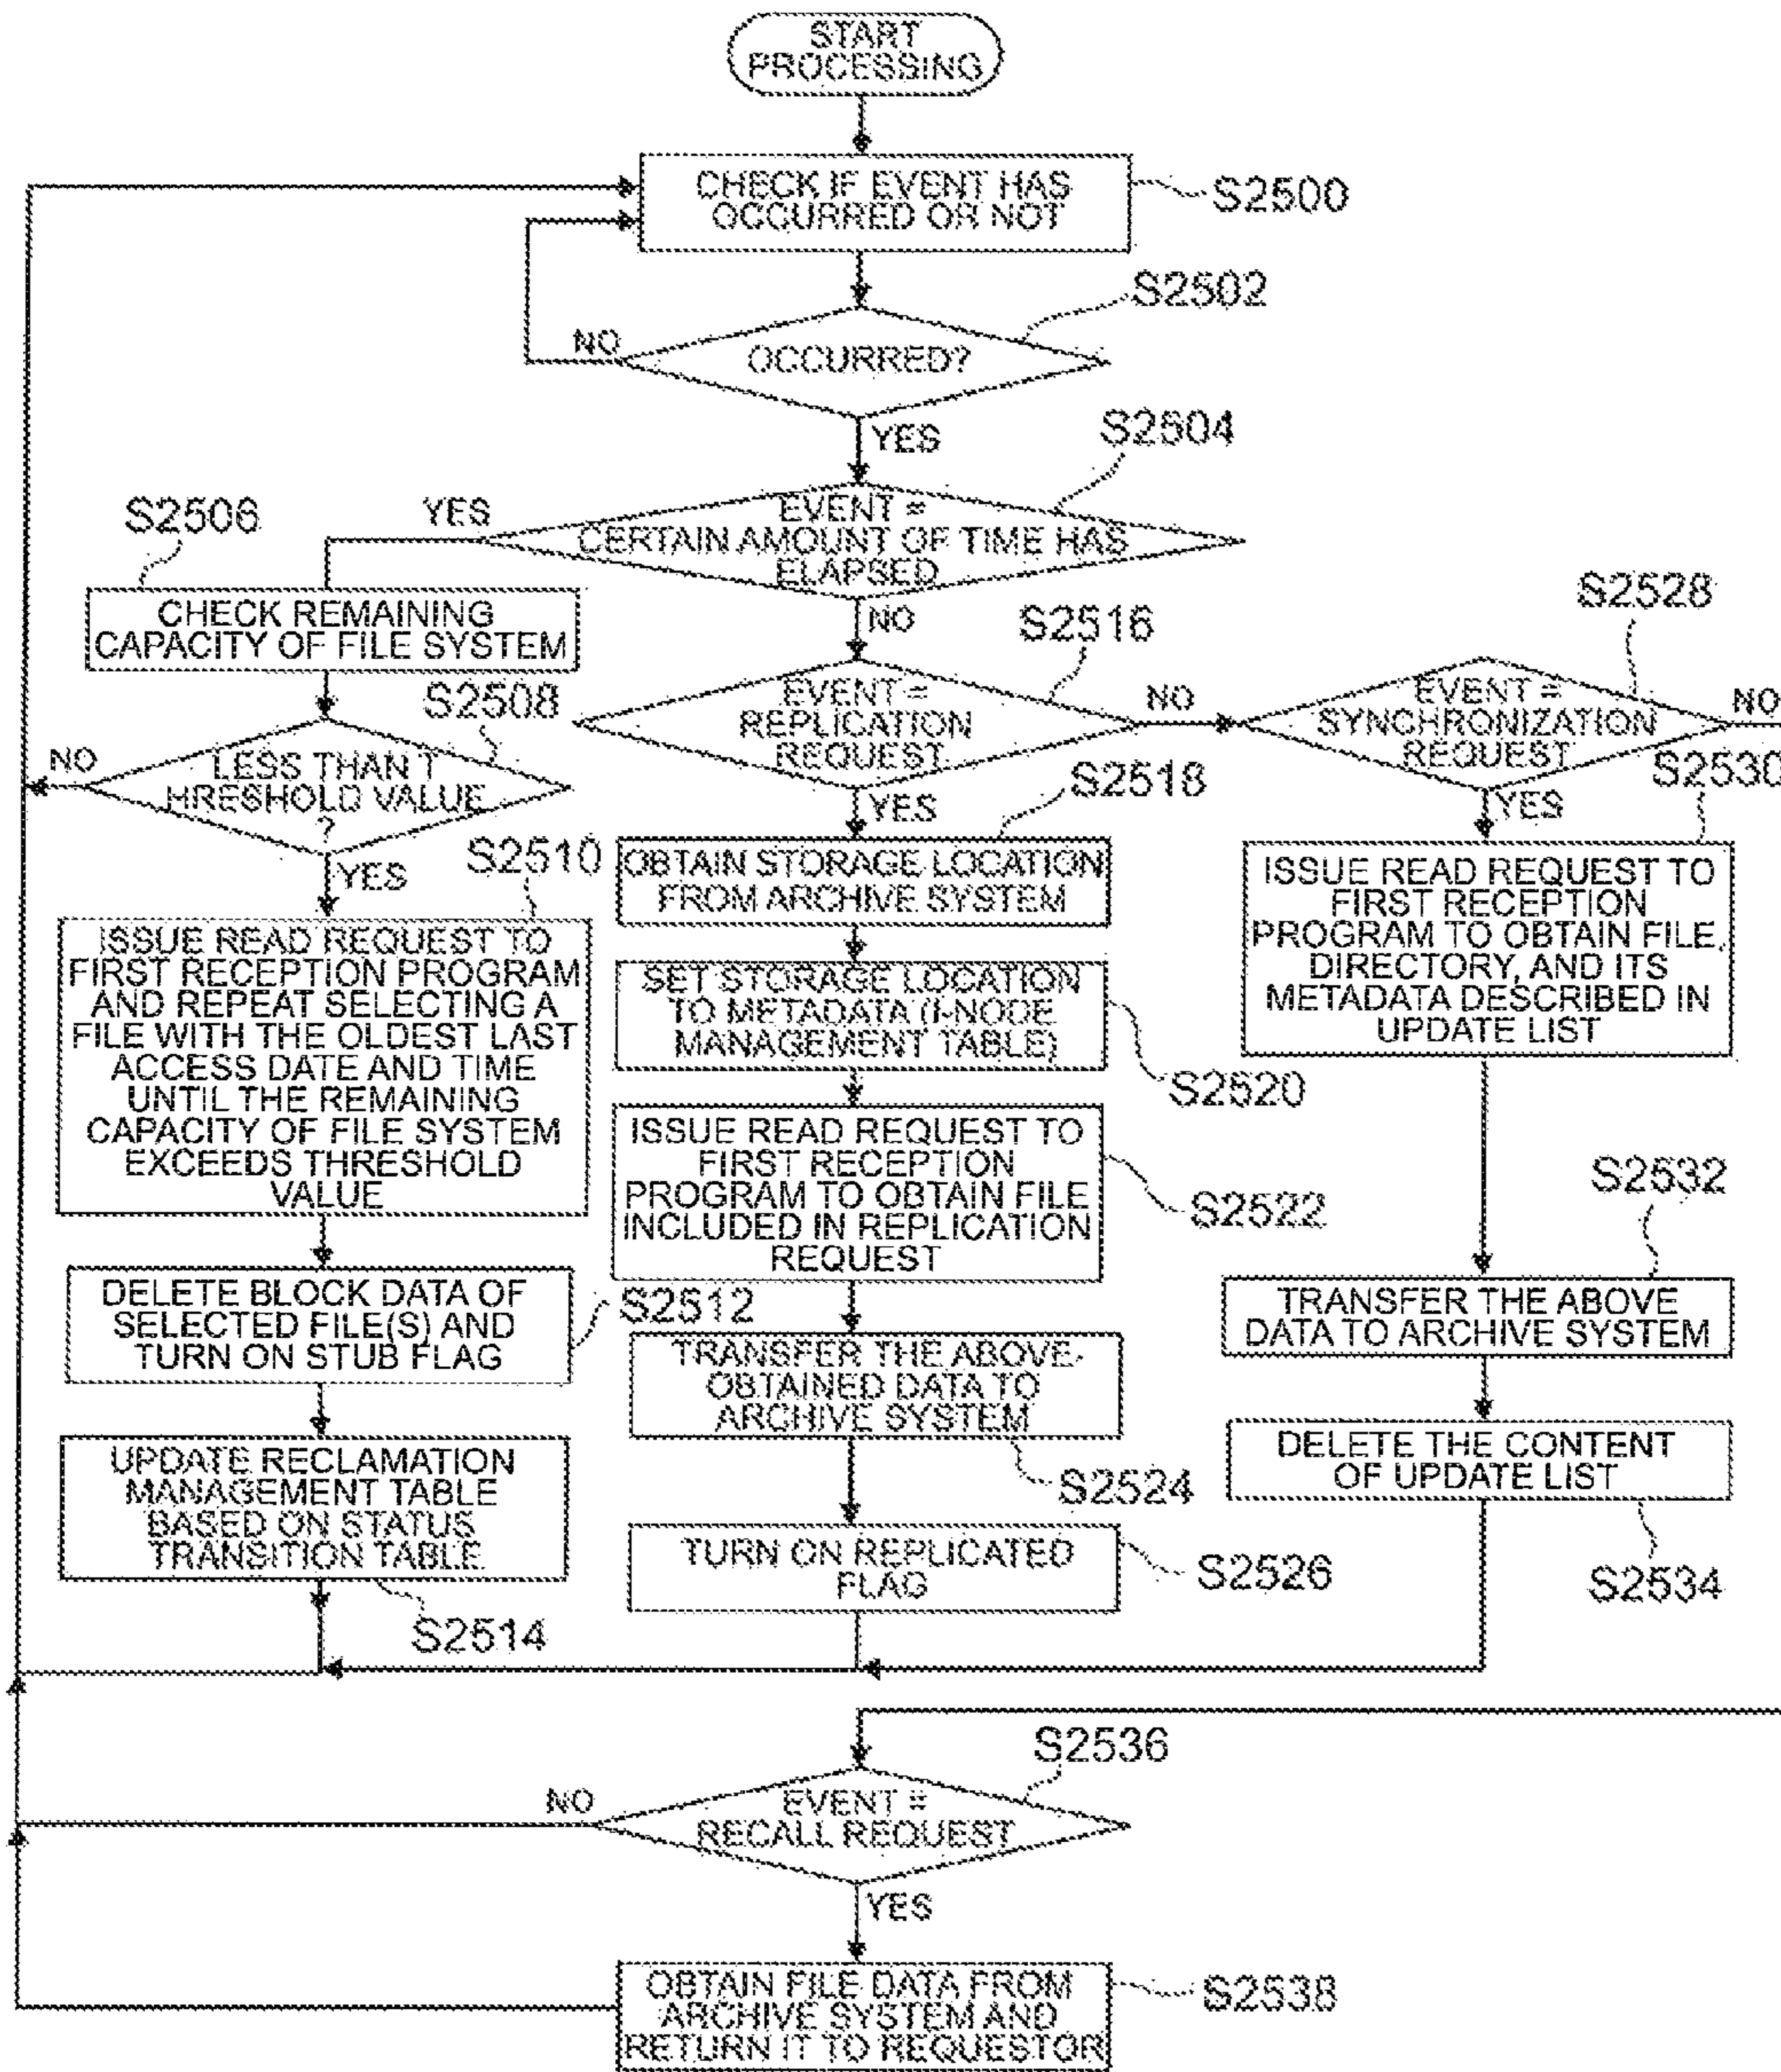 START
PROCESSING
CHECK IF EVENT HAS
OCCURRED OR NOT
S2500
S2502
NO
OCCURRED?
YES
S2504
S2506
YES
EVENT =
CERTAIN AMOUNT OF TIME HAS
ELAPSED
CHECK REMAINING
CAPACITY OF FILE SYSTEM
NO
S2516
S2528
S2508
EVENT =
REPLICATION
REQUEST
NO
EVENT =
SYNCHRONIZATION
REQUEST
NO
NO
LESS THAN T
HRESHOLD VALUE
?
S2518
S2530
YES
YES
YES
S2510
OBTAIN STORAGE LOCATION
FROM ARCHIVE SYSTEM
ISSUE READ REQUEST TO
FIRST RECEPTION
PROGRAM TO OBTAIN FILE,
DIRECTORY, AND ITS
METADATA DESCRIBED IN
UPDATE LIST
ISSUE READ REQUEST TO
FIRST RECEPTION PROGRAM
AND REPEAT SELECTING A
FILE WITH THE OLDEST LAST
ACCESS DATE AND TIME
UNTIL THE REMAINING
CAPACITY OF FILE SYSTEM
EXCEEDS THRESHOLD
VALUE
SET STORAGE LOCATION
TO METADATA (I-NODE
MANAGEMENT TABLE)
S2520
ISSUE READ REQUEST TO
FIRST RECEPTION
PROGRAM TO OBTAIN FILE
INCLUDED IN REPLICATION
REQUEST
S2522
S2532
DELETE BLOCK DATA OF
SELECTED FILE(S) AND
TURN ON STUB FLAG
S2512
TRANSFER THE ABOVE
DATA TO ARCHIVE SYSTEM
TRANSFER THE ABOVE-
OBTAINED DATA TO
ARCHIVE SYSTEM
S2524
UPDATE RECLAMATION
MANAGEMENT TABLE
BASED ON STATUS
TRANSITION TABLE
S2514
DELETE THE CONTENT
OF UPDATE LIST
S2534
TURN ON REPLICATED
FLAG
S2526
S2536
NO
EVENT =
RECALL REQUEST
YES
OBTAIN FILE DATA FROM
ARCHIVE SYSTEM AND
RETURN IT TO REQUESTOR
S2538